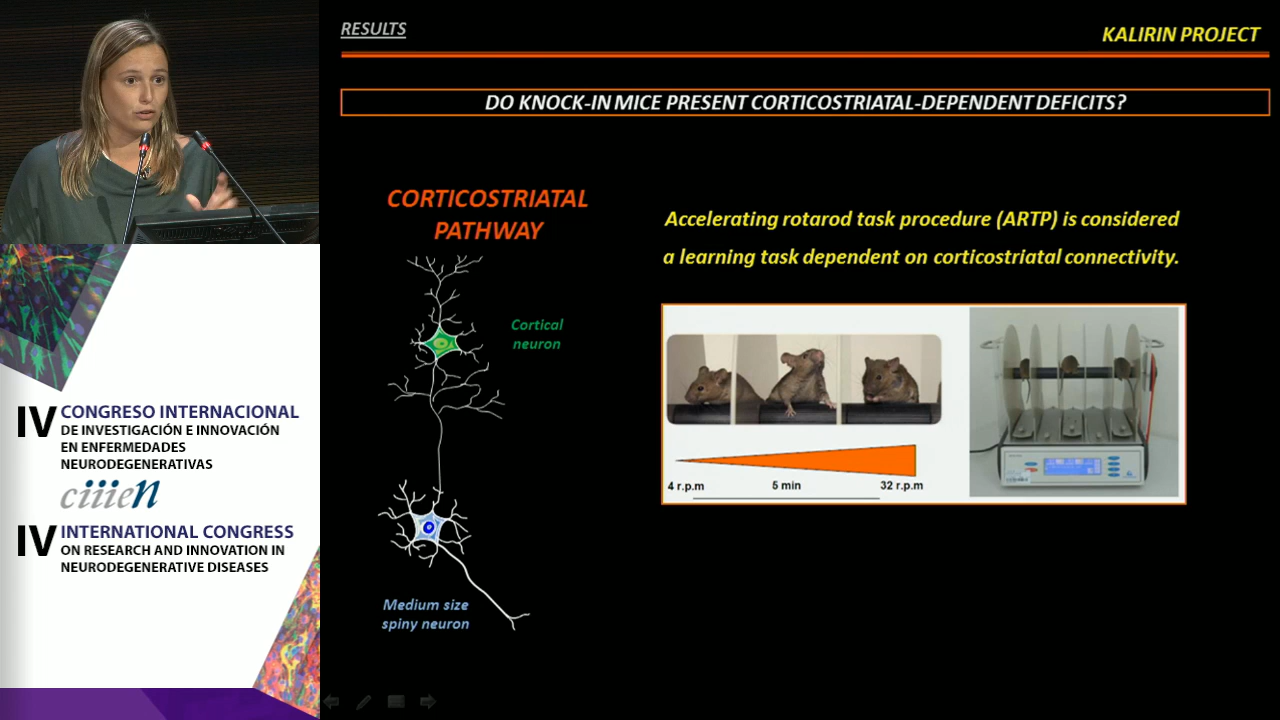 RESULTS
KALIRIN PROJECT
DO KNOCK-IN MICE PRESENT CORTICOSTRIATAL-DEPENDENT DEFICITS?
CORTICOSTRIATAL
PATHWAY
Cortical
neuron
Medium size
spiny neuron
Accelerating rotarod task procedure (ARTP) is considered
a learning task dependent on corticostriatal connectivity.
4 r.p.m
5 min
32 r.p.m
IV CONGRESO INTERNACIONAL
DE INVESTIGACIÓN E INNOVACIÓN
EN ENFERMEDADES
NEURODEGENERATIVAS
ciiien
IV INTERNATIONAL CONGRESS
ON RESEARCH AND INNOVATION IN
NEURODEGENERATIVE DISEASES